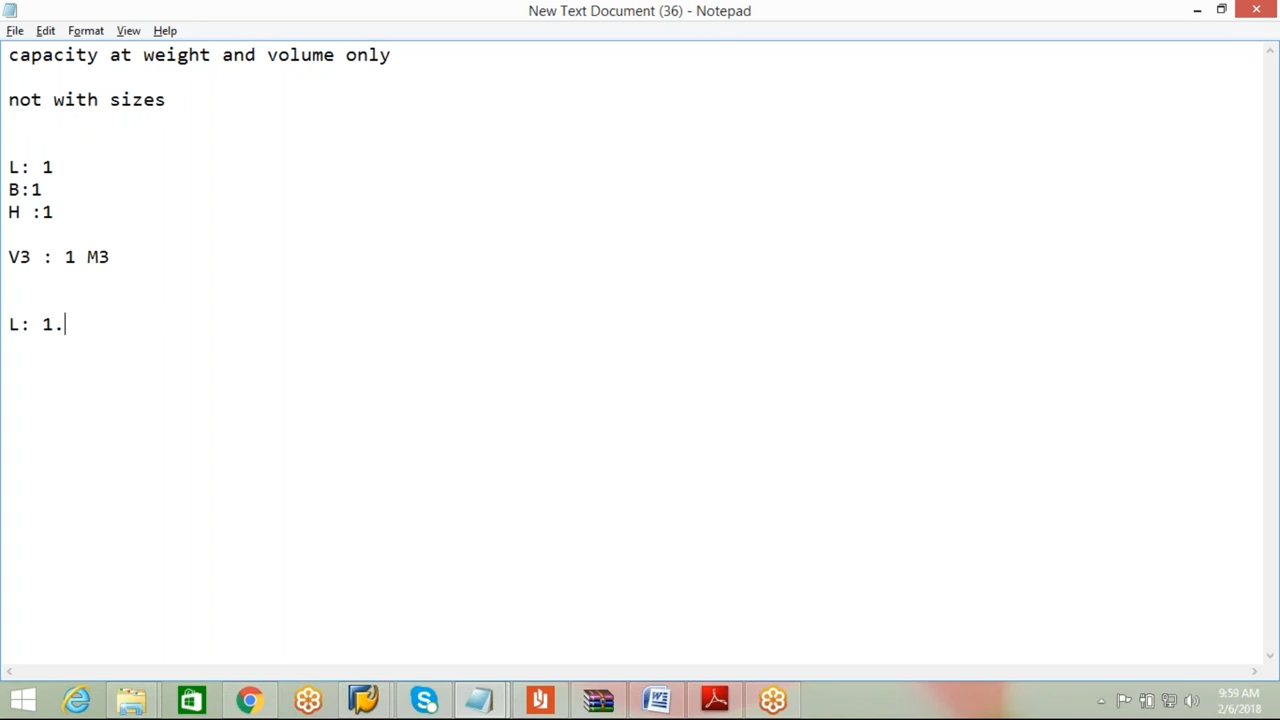 New Text Document (36) - Notepad
File Edit Format View Help
capacity at weight and volume only
not with sizes
L: 1
B:1
H :1
V3 : 1 M3
L: 1.
9:59 AM
2/6/2018